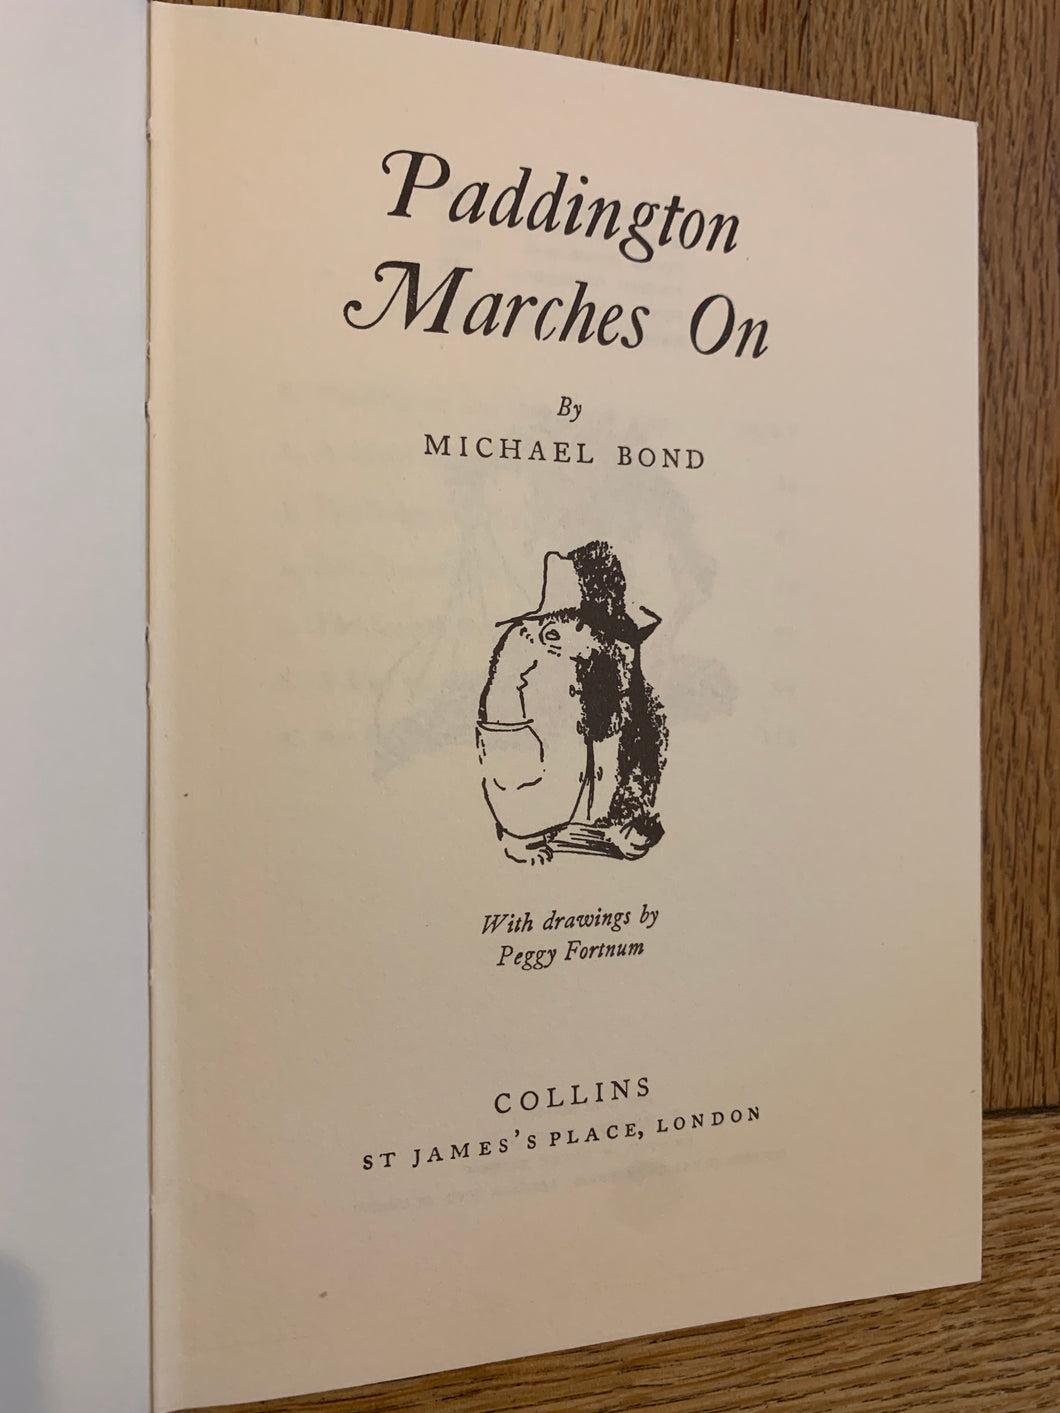 Paddington
Marches On
By
MICHAEL BOND
With drawings by
Peggy Fortnum
COLLINS
ST JAMES'S PLACE, LONDON